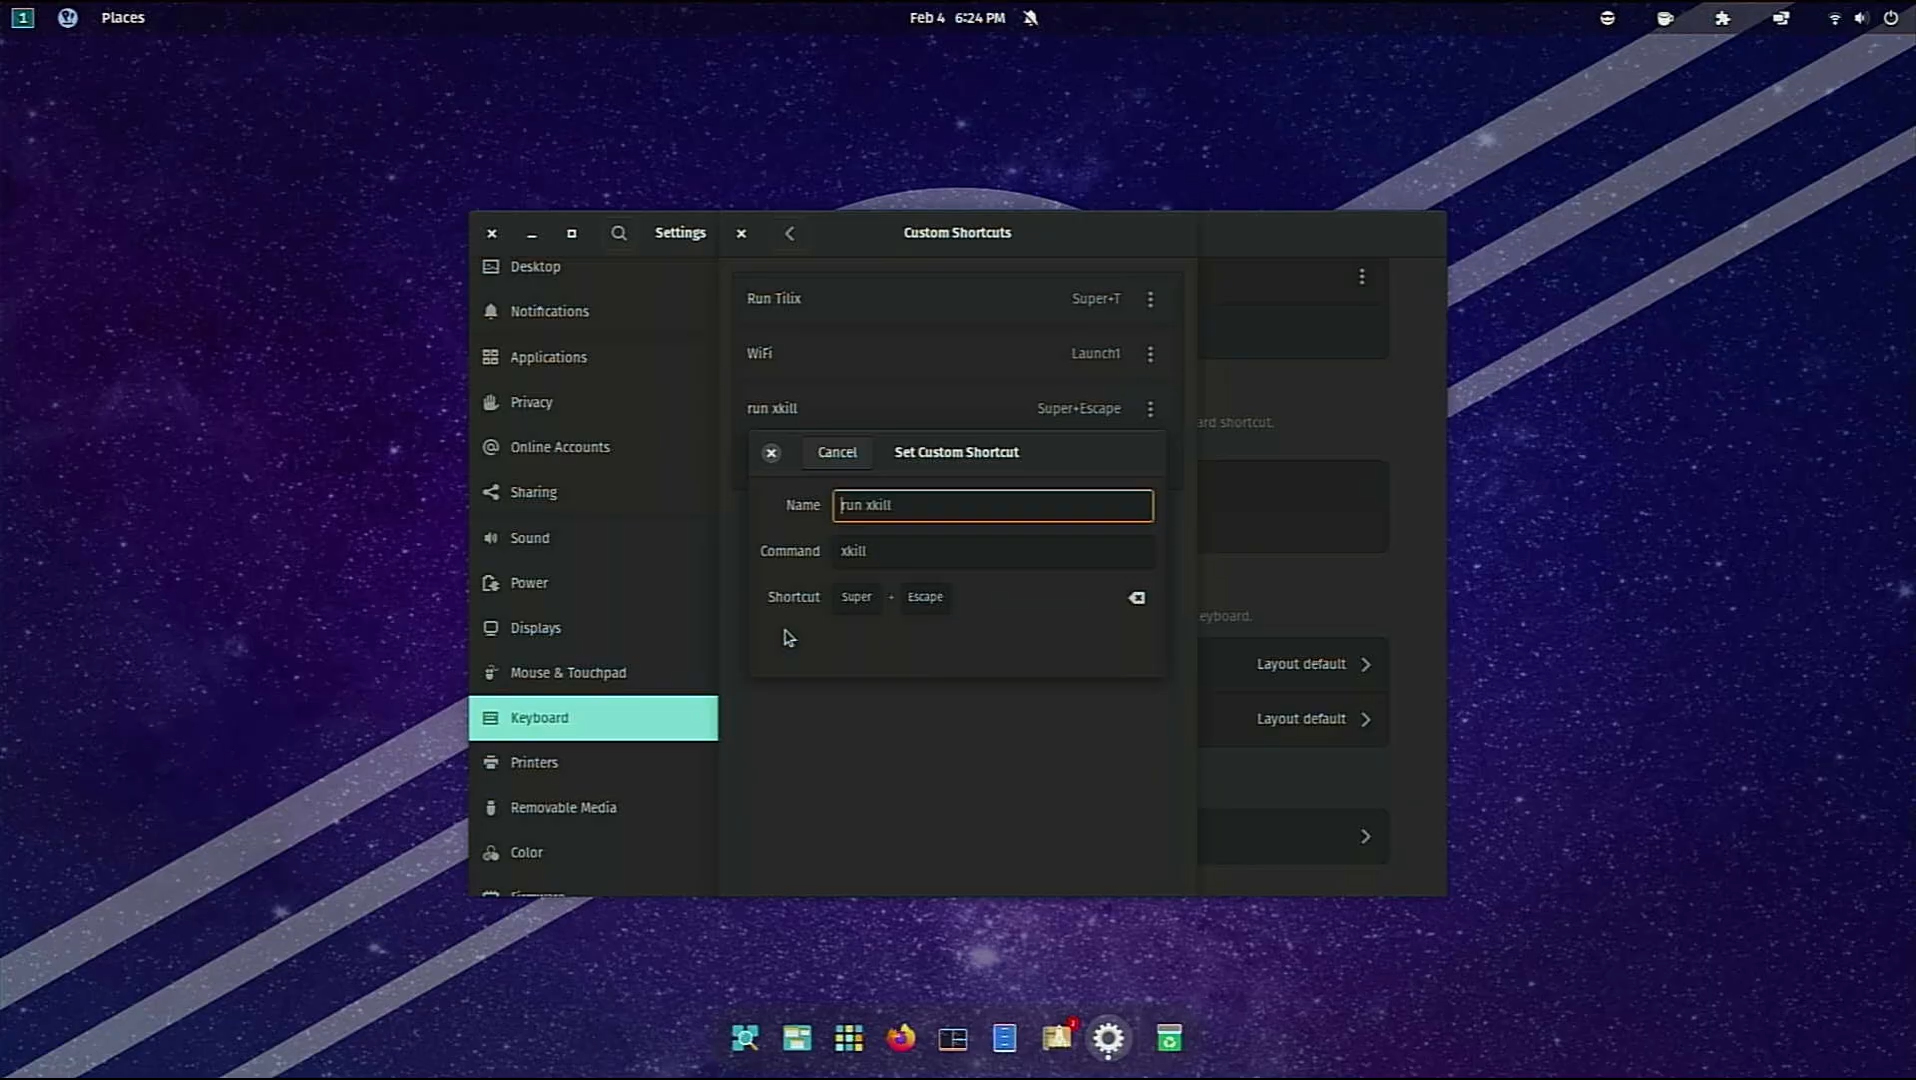 1 Places Feb 4 6:24 PM
Settings Custom Shortcuts
Desktop
Notifications
Applications
Privacy
Online Accounts
Sharing
Sound
Power
Displays
Mouse & Touchpad
Keyboard
Printers
Removable Media
Color
Run Tilix Super+T
WiFi Launch1
run xkill Super+Escape
Cancel Set Custom Shortcut
Name run xkill
Command xkill
Shortcut Super + Escape
ard shortcut.
eyboard.
Layout default
Layout default